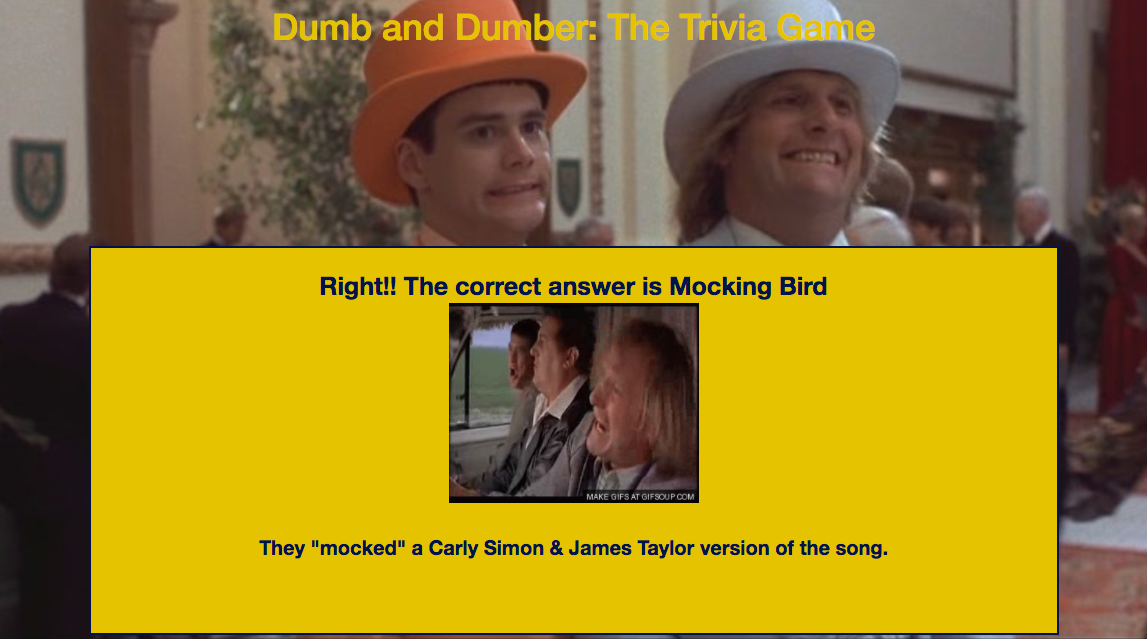 Dumb and Dumber: The Trivia Game
Right!! The correct answer is Mocking Bird
MAKE GIFS AT GIFSOUP.COM
They "mocked" a Carly Simon & James Taylor version of the song.